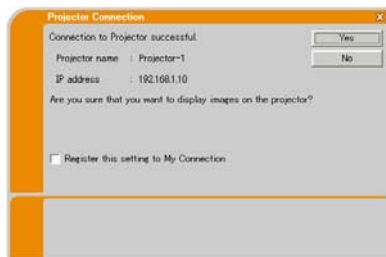 Projector Connection
X
Connection to Projector successful.
Yes
Projector name : Projector-1
No
IP address : 192.168.1.10
Are you sure that you want to display images on the projector?
Register this setting to My Connection